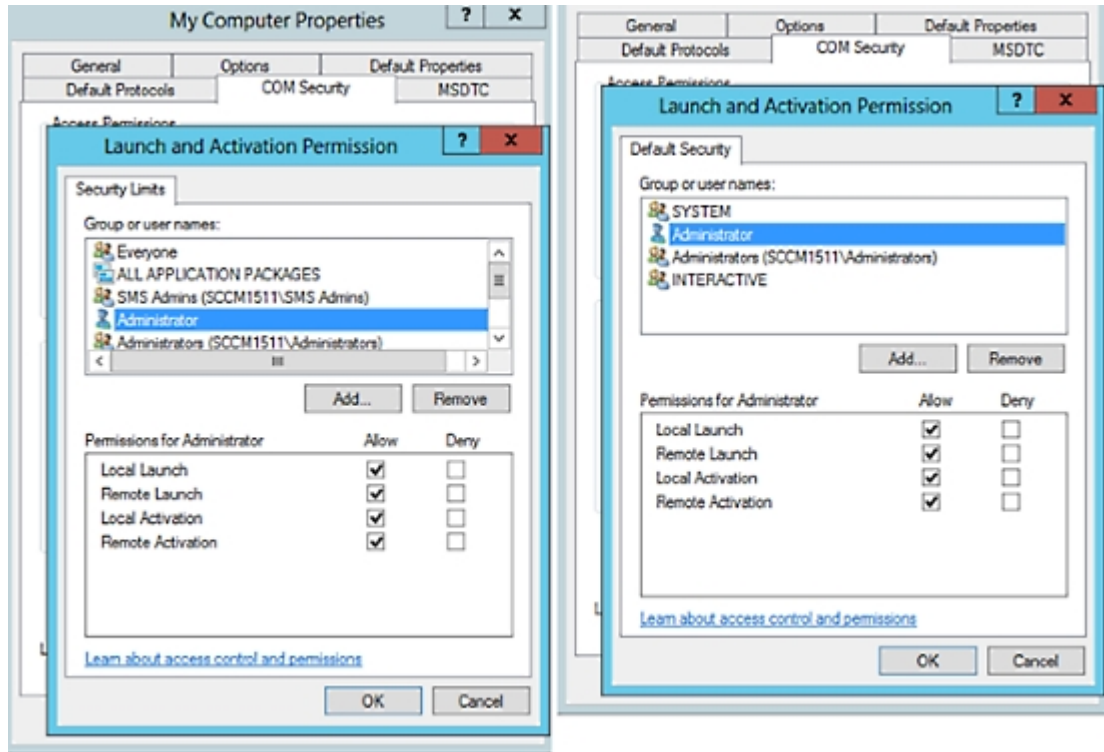 My Computer Properties ? x
General Options Default Properties
Default Protocols COM Security MSDTC
Access Permissions
Launch and Activation Permission ? x
Security Limits
Group or user names:
Everyone
ALL APPLICATION PACKAGES
SMS Admins (SCCM1511\SMS Admins)
Administrator
Administrators (SCCM1511\Administrators)
Add... Remove
Permissions for Administrator Allow Deny
Local Launch
Remote Launch
Local Activation
Remote Activation
Learn about access control and permissions
OK Cancel
General Options Default Properties
Default Protocols COM Security MSDTC
Access Permissions
Launch and Activation Permission ? x
Default Security
Group or user names:
SYSTEM
Administrator
Administrators (SCCM1511\Administrators)
INTERACTIVE
Add... Remove
Permissions for Administrator Allow Deny
Local Launch
Remote Launch
Local Activation
Remote Activation
Learn about access control and permissions
OK Cancel